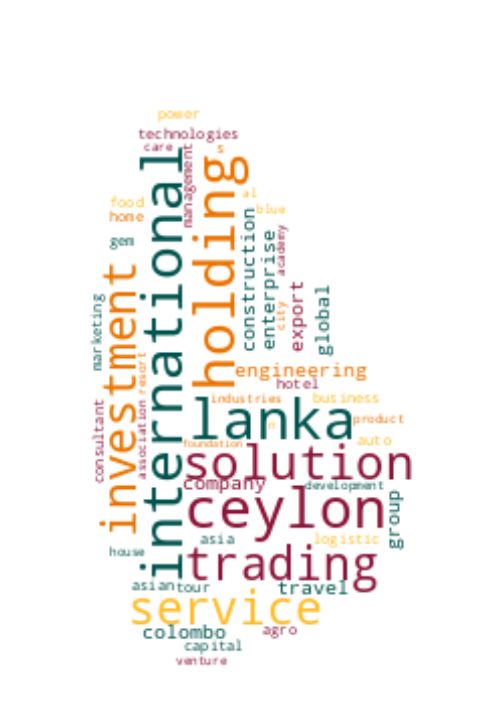 power
technologies
care
s
management
international
holding
al
blue
food
home
gem
construction
enterprise
academy
city
export
global
marketing
investment
resort
association
engineering
hotel
industries
business
lanka
product
n
consultant
foundation
auto
solution
company
development
ceylon
group
asia
logistic
house
trading
asian
tour
travel
service
colombo
agro
capital
venture